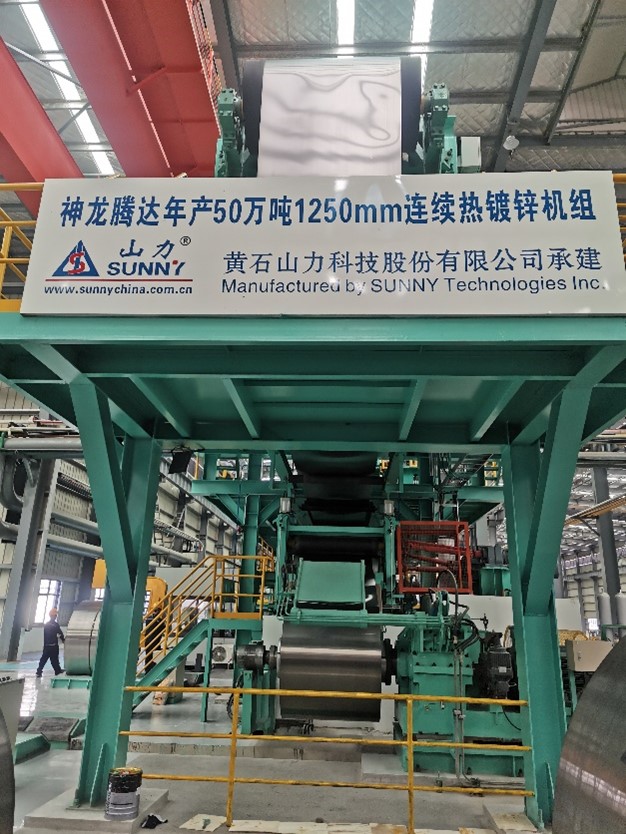 神龙腾达年产50万吨1250mm连续热镀锌机组
山力®
SUNNY
www.sunnychina.com.cn
黄石山力科技股份有限公司承建
Manufactured by SUNNY Technologies Inc.